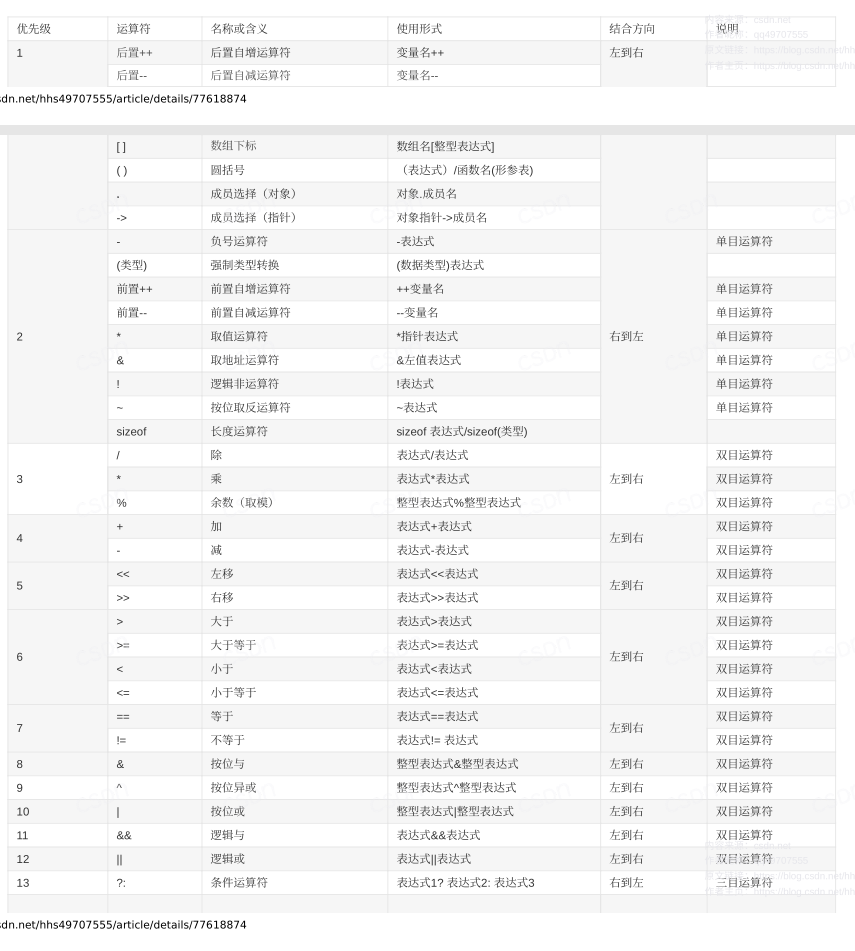 优先级 运算符 名称或含义 使用形式 结合方向 说明
1 后置++ 后置自增运算符 变量名++ 左到右
后置-- 后置自减运算符 变量名--
sdn.net/hhs49707555/article/details/77618874
[ ] 数组下标 数组名[整型表达式]
( ) 圆括号 （表达式）/函数名(形参表)
. 成员选择（对象） 对象.成员名
-> 成员选择（指针） 对象指针->成员名
2 - 负号运算符 -表达式 右到左 单目运算符
(类型) 强制类型转换 (数据类型)表达式
前置++ 前置自增运算符 ++变量名 单目运算符
前置-- 前置自减运算符 --变量名 单目运算符
* 取值运算符 *指针表达式 单目运算符
& 取地址运算符 &左值表达式 单目运算符
! 逻辑非运算符 !表达式 单目运算符
~ 按位取反运算符 ~表达式 单目运算符
sizeof 长度运算符 sizeof 表达式/sizeof(类型)
3 / 除 表达式/表达式 左到右 双目运算符
* 乘 表达式*表达式 双目运算符
% 余数（取模） 整型表达式%整型表达式 双目运算符
4 + 加 表达式+表达式 左到右 双目运算符
- 减 表达式-表达式 双目运算符
5 << 左移 表达式<<表达式 左到右 双目运算符
>> 右移 表达式>>表达式 双目运算符
6 > 大于 表达式>表达式 左到右 双目运算符
>= 大于等于 表达式>=表达式 双目运算符
< 小于 表达式<表达式 双目运算符
<= 小于等于 表达式<=表达式 双目运算符
7 == 等于 表达式==表达式 左到右 双目运算符
!= 不等于 表达式!= 表达式 双目运算符
8 & 按位与 整型表达式&整型表达式 左到右 双目运算符
9 ^ 按位异或 整型表达式^整型表达式 左到右 双目运算符
10 | 按位或 整型表达式|整型表达式 左到右 双目运算符
11 && 逻辑与 表达式&&表达式 左到右 双目运算符
12 || 逻辑或 表达式||表达式 左到右 双目运算符
13 ?: 条件运算符 表达式1? 表达式2: 表达式3 右到左 三目运算符
sdn.net/hhs49707555/article/details/77618874